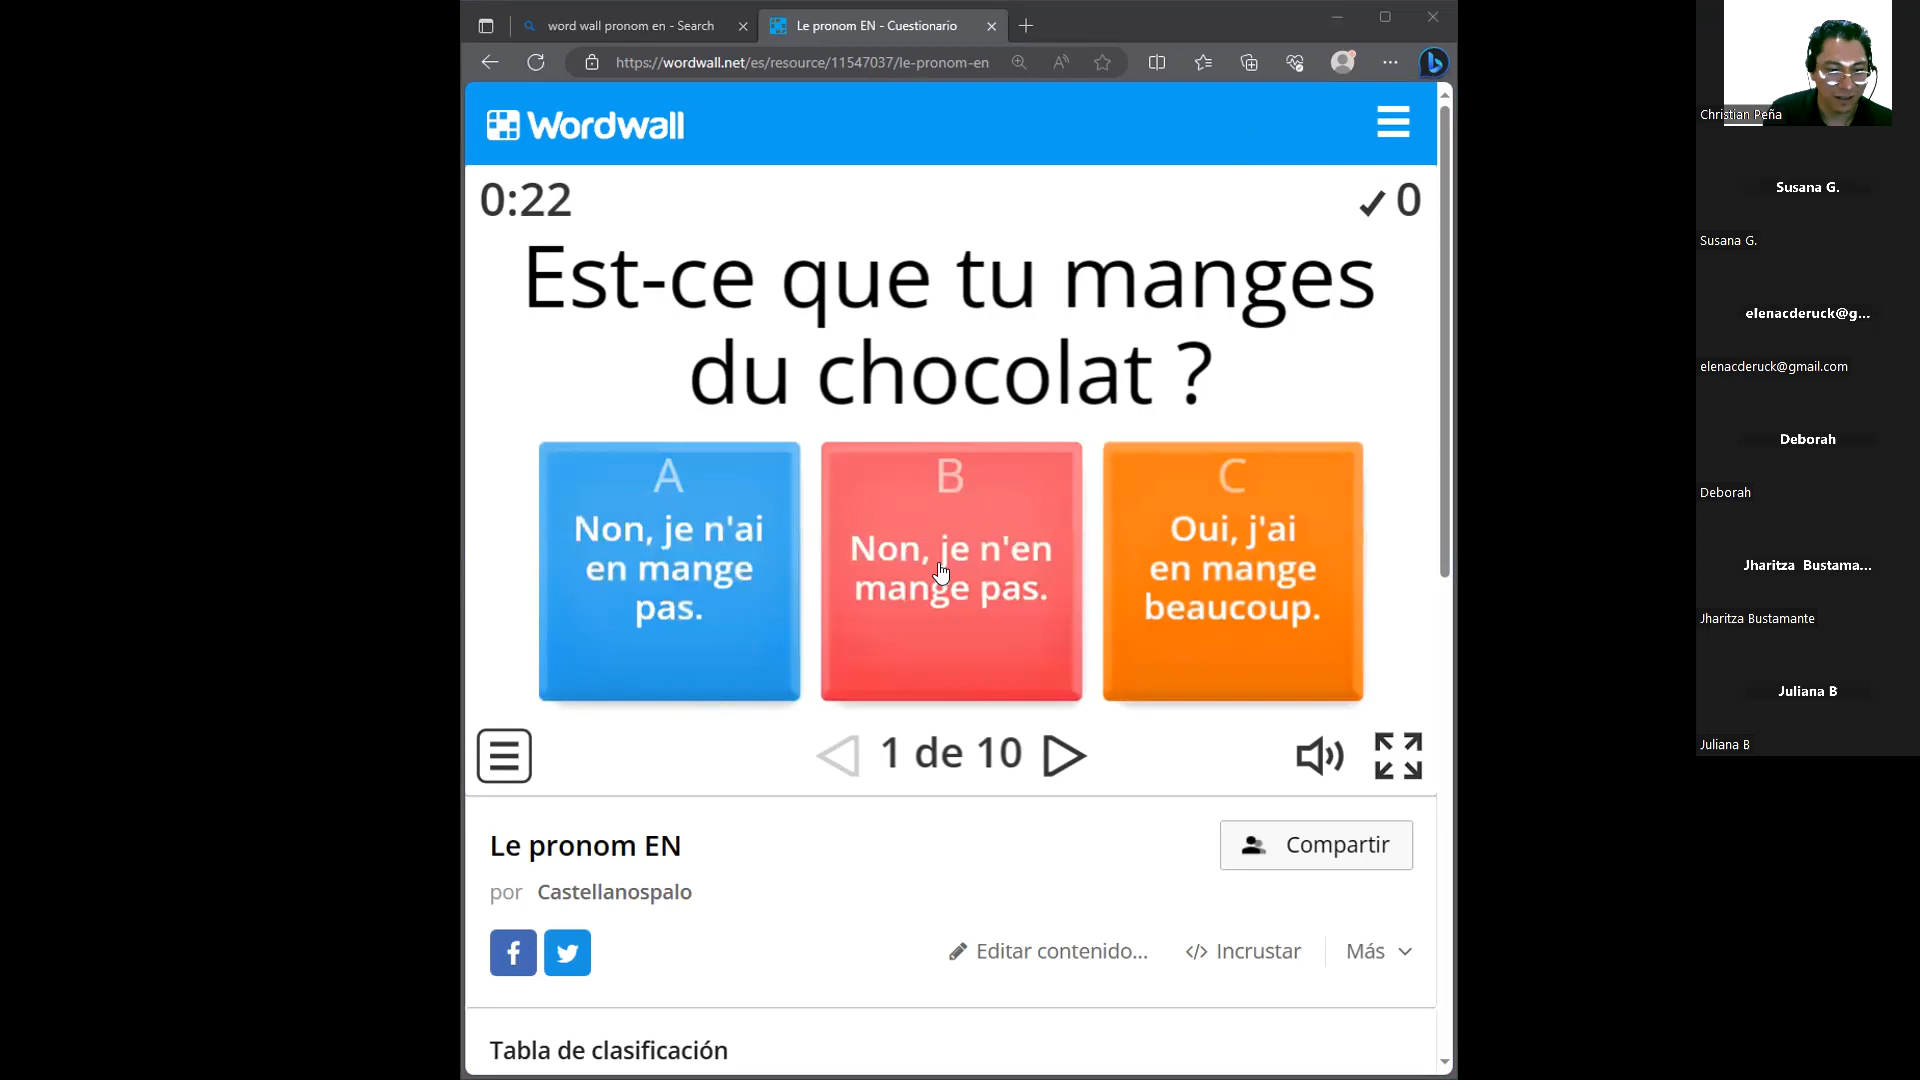 word wall pronom en - Search
Le pronom EN - Cuestionario
https://wordwall.net/es/resource/11547037/le-pronom-en
Wordwall
0:22
0
Est-ce que tu manges
du chocolat ?
A
Non, je n'ai
en mange
pas.
B
Non, je n'en
mange pas.
C
Oui, j'ai
en mange
beaucoup.
1 de 10
Le pronom EN
Compartir
por Castellanospalo
Editar contenido...
Incrustar
Más
Tabla de clasificación
Christian Peña
Susana G.
Susana G.
elenacderuck@g...
elenacderuck@gmail.com
Deborah
Deborah
Jharitza Bustama...
Jharitza Bustamante
Juliana B
Juliana B